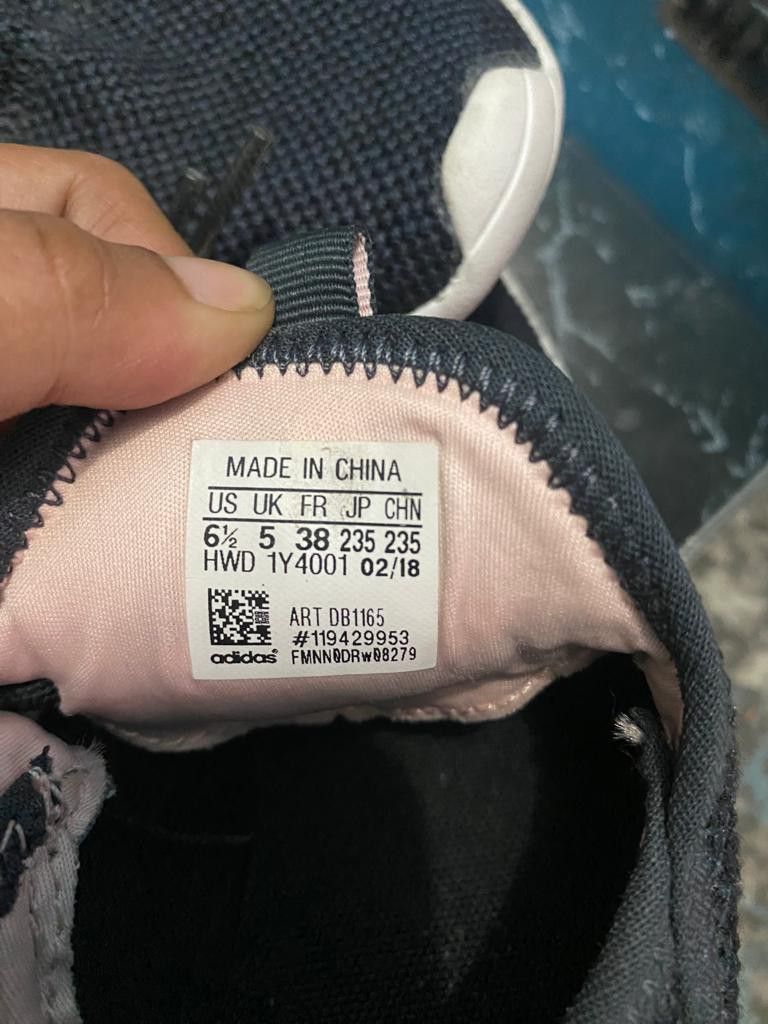 MADE IN CHINA
US UK FR JP CHN
6½ 5 38 235 235
HWD 1Y4001 02/18
ART DB1165
#119429953
adidas® FMNN0DRW08279